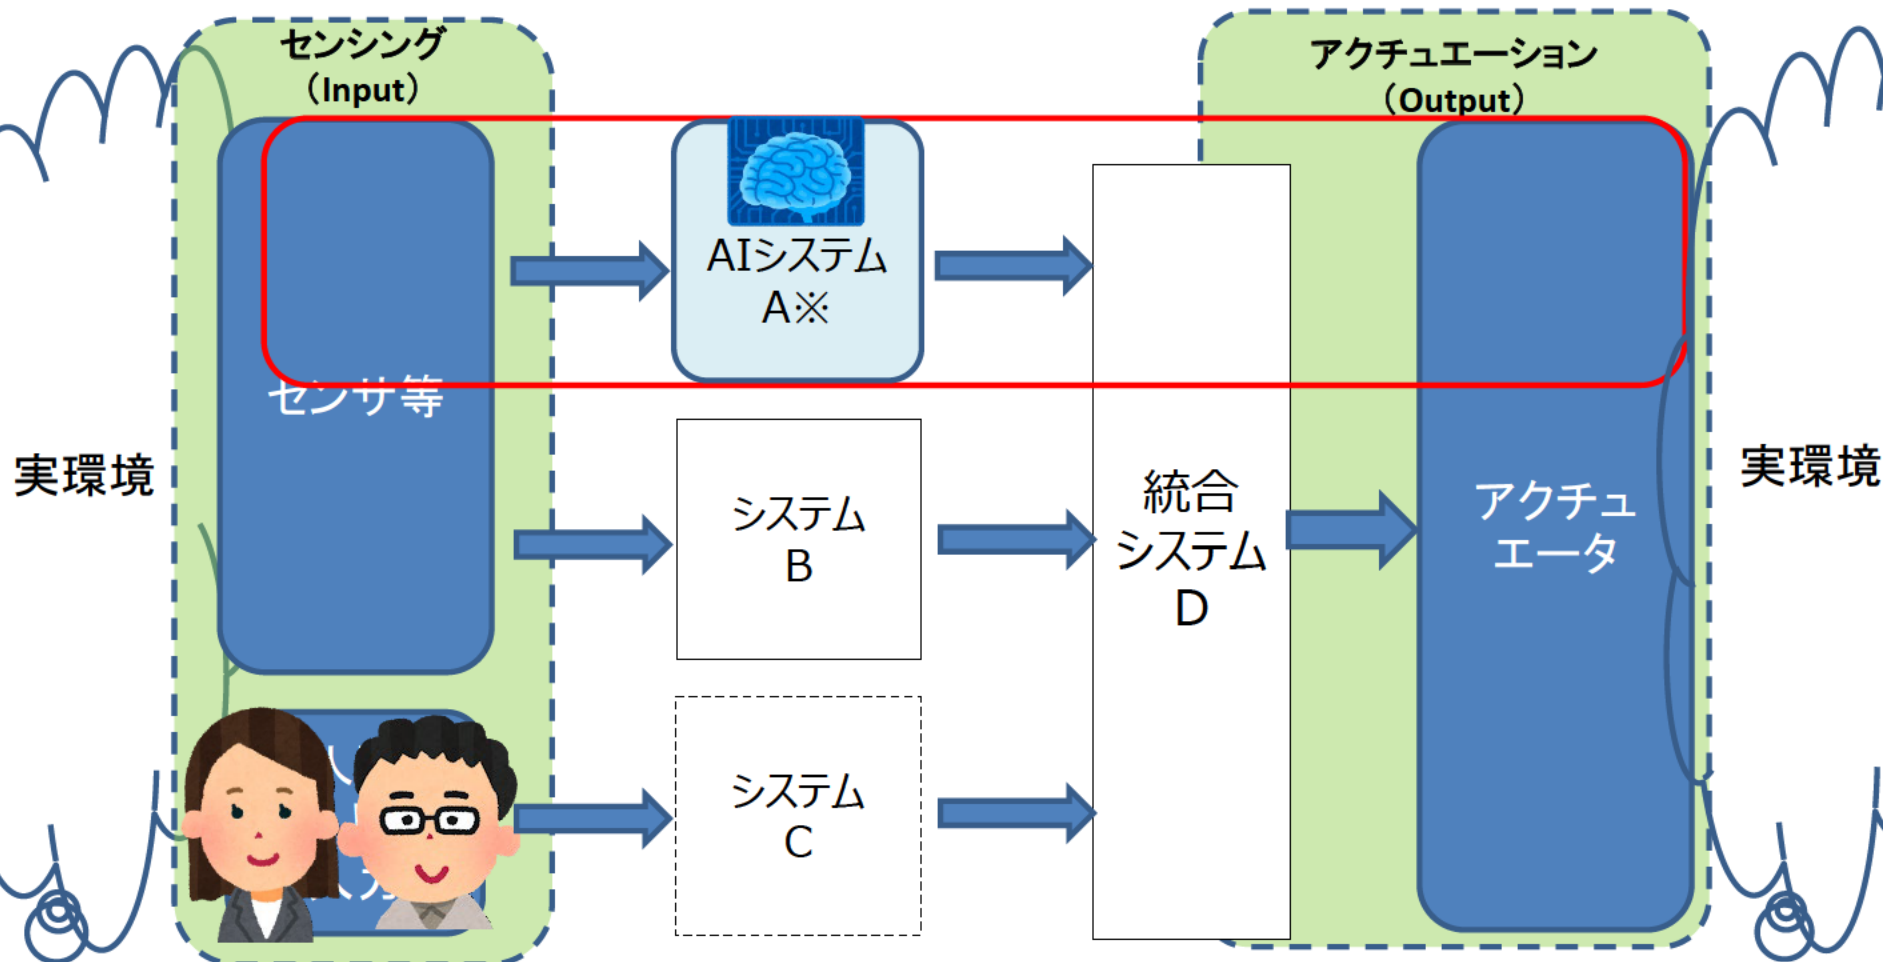 センシング
（Input）
アクチュエーション
（Output）
AIシステム
A※
センサ等
実環境
システム
B
統合
システム
D
アクチュ
エータ
実環境
システム
C